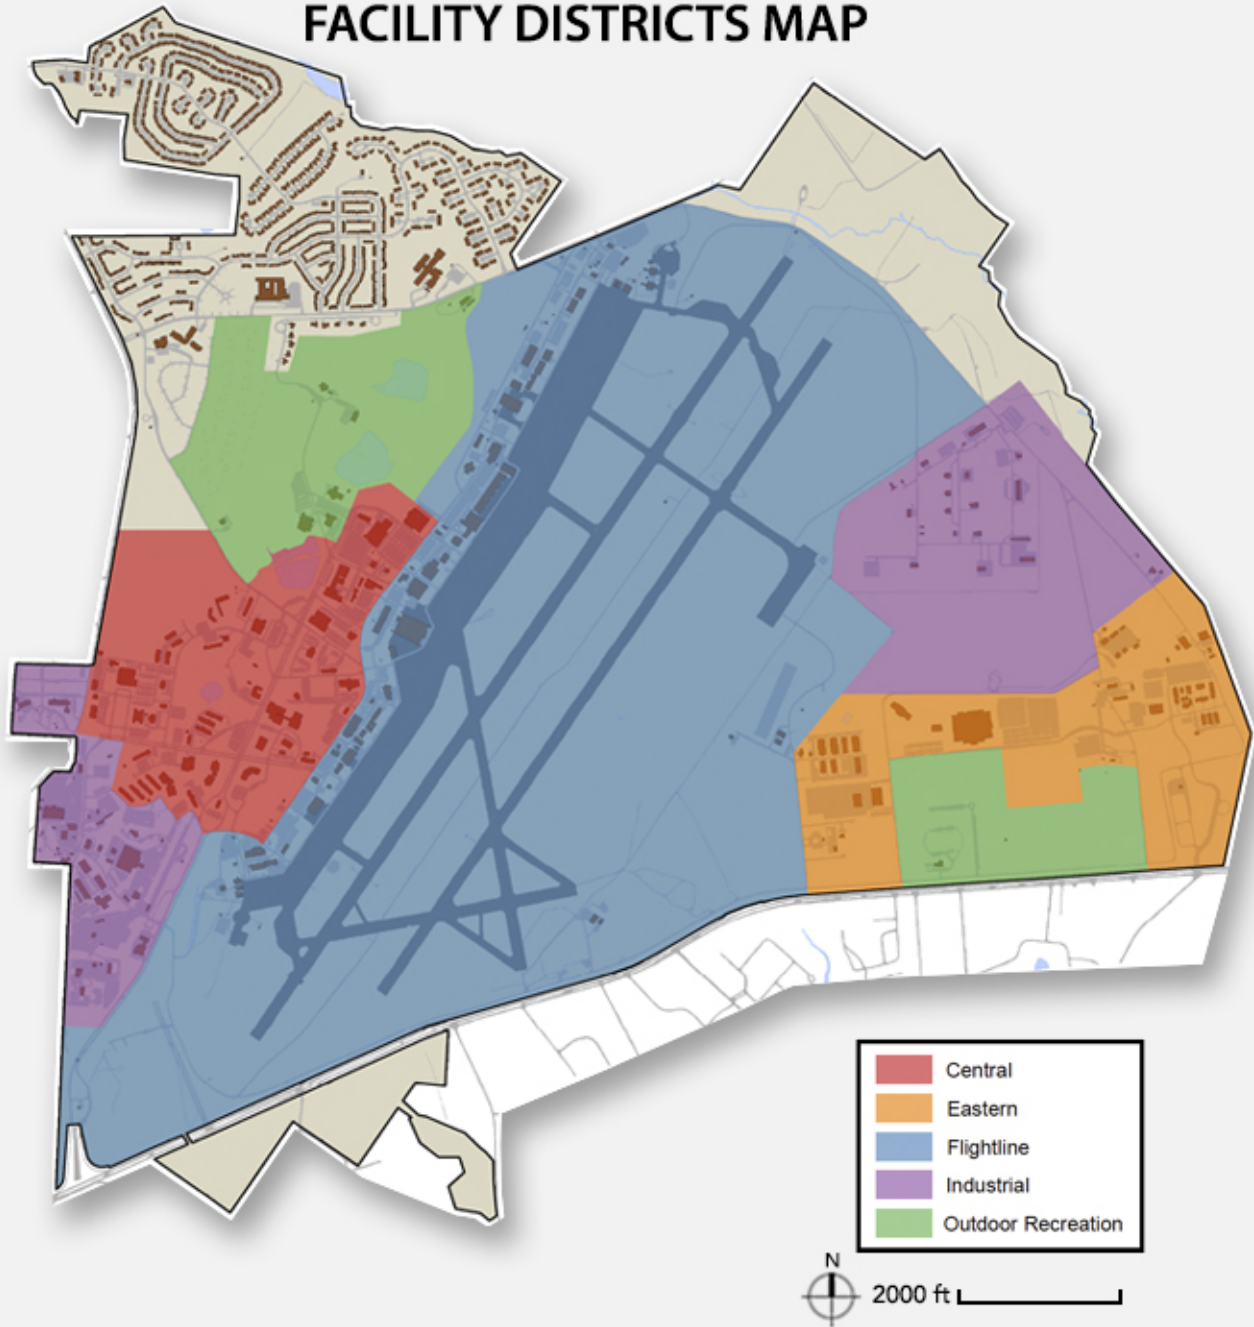 FACILITY DISTRICTS MAP
Central
Eastern
Flightline
Industrial
Outdoor Recreation
N
2000 ft